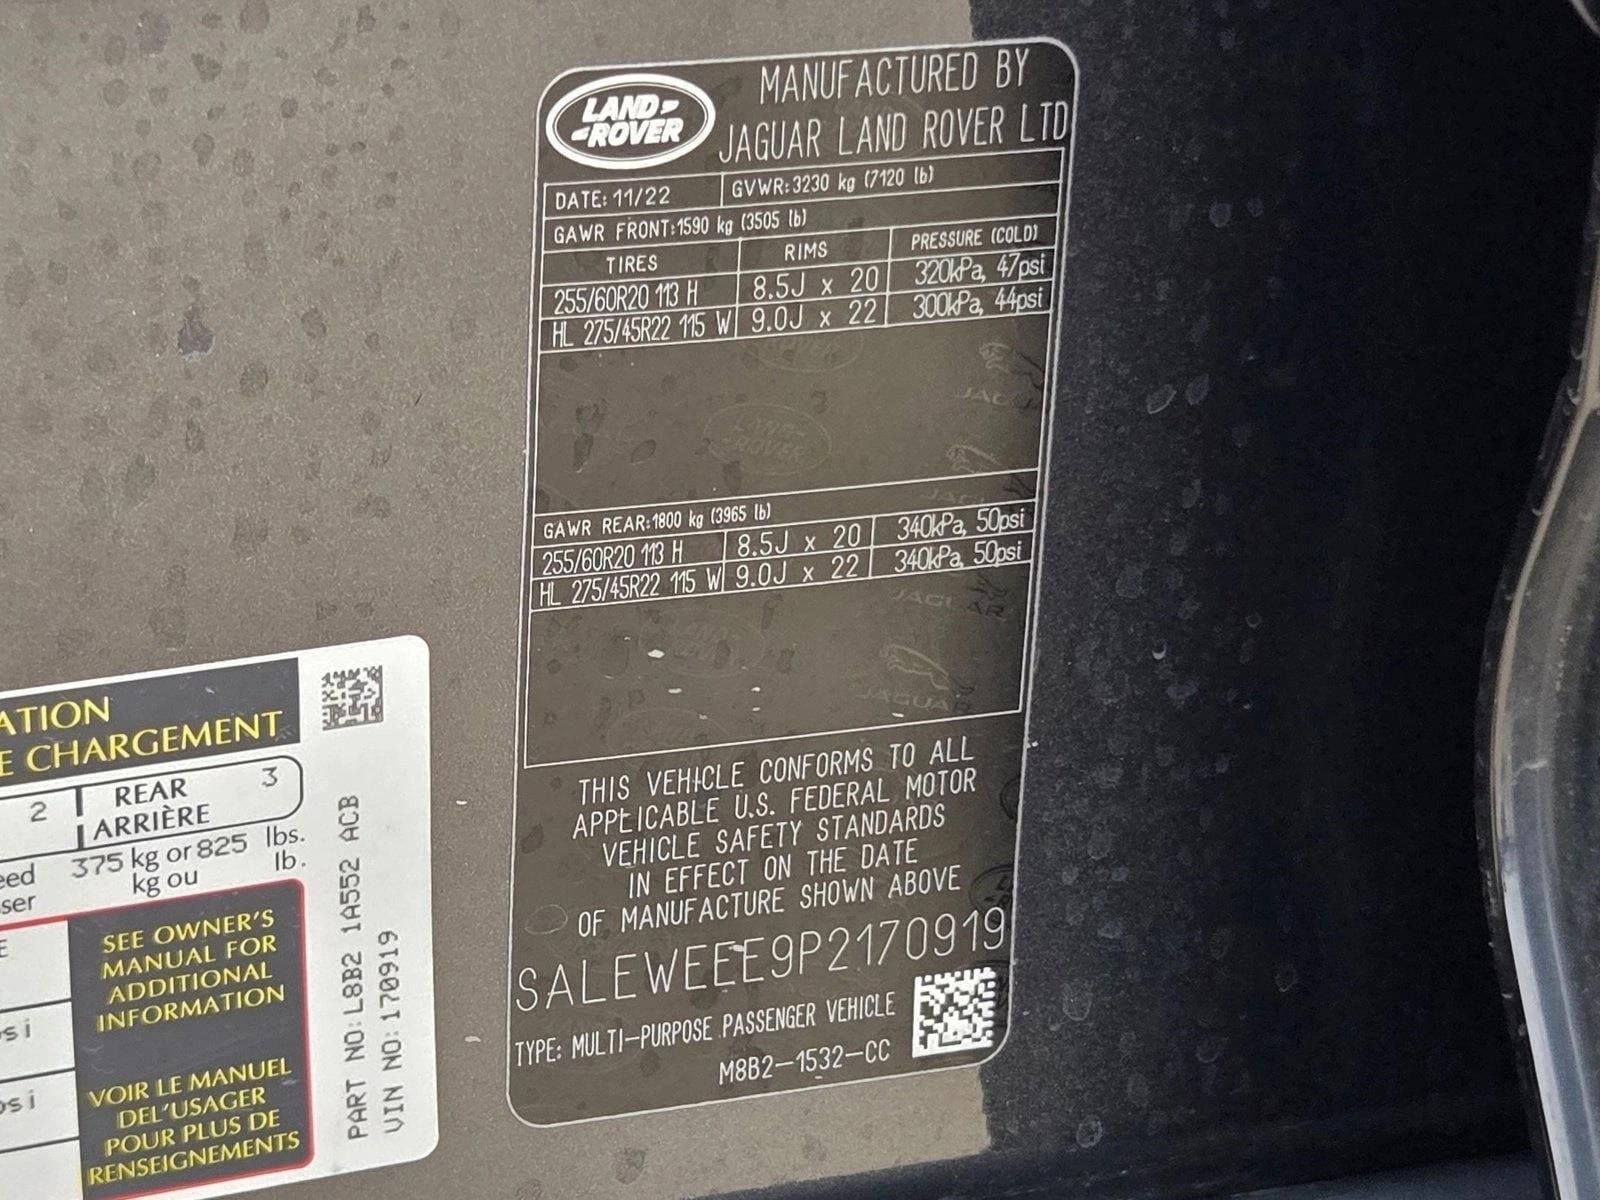 LAND
ROVER
MANUFACTURED BY
JAGUAR LAND ROVER LTD
DATE: 11/22 GVWR:3230 kg (7120 lb)
GAWR FRONT:1590 kg (3505 lb)
TIRES RIMS PRESSURE (COLD)
255/60R20 113 H 8.5J x 20 320kPa, 47psi
HL 275/45R22 115 W 9.0J x 22 300kPa, 44psi
GAWR REAR:1800 kg (3965 lb)
255/60R20 113 H 8.5J x 20 340kPa, 50psi
HL 275/45R22 115 W 9.0J x 22 340kPa, 50psi
THIS VEHICLE CONFORMS TO ALL
APPLICABLE U.S. FEDERAL MOTOR
VEHICLE SAFETY STANDARDS
IN EFFECT ON THE DATE
OF MANUFACTURE SHOWN ABOVE
SALEWEEE9P2170919
TYPE: MULTI-PURPOSE PASSENGER VEHICLE
M8B2-1532-CC
ATION
E CHARGEMENT
2 REAR 3
ARRIÈRE
eed 375 kg or 825 lbs.
ser kg ou lb.
E
SEE OWNER'S
MANUAL FOR
ADDITIONAL
INFORMATION
si
VOIR LE MANUEL
DEL'USAGER
POUR PLUS DE
RENSEIGNEMENTS
psi
PART NO:L8B2 1A552 ACB
VIN NO:170919